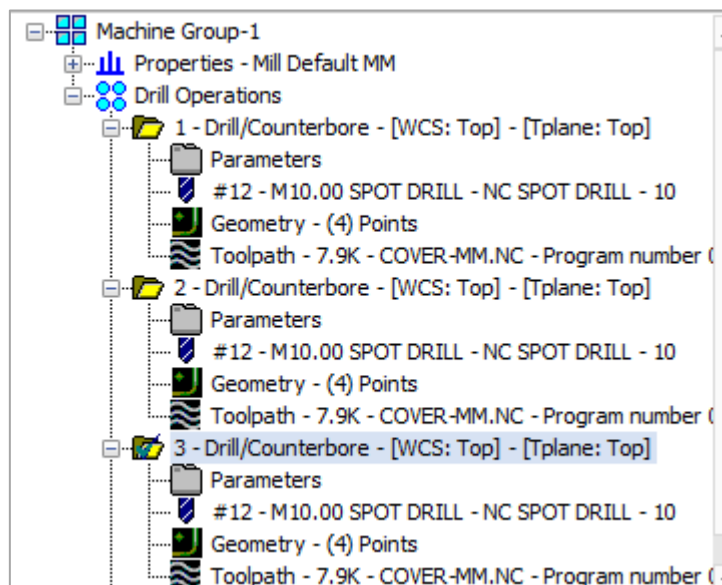 Machine Group-1
Properties - Mill Default MM
Drill Operations
1 - Drill/Counterbore - [WCS: Top] - [Tplane: Top]
Parameters
#12 - M10.00 SPOT DRILL - NC SPOT DRILL - 10
Geometry - (4) Points
Toolpath - 7.9K - COVER-MM.NC - Program number
2 - Drill/Counterbore - [WCS: Top] - [Tplane: Top]
Parameters
#12 - M10.00 SPOT DRILL - NC SPOT DRILL - 10
Geometry - (4) Points
Toolpath - 7.9K - COVER-MM.NC - Program number
3 - Drill/Counterbore - [WCS: Top] - [Tplane: Top]
Parameters
#12 - M10.00 SPOT DRILL - NC SPOT DRILL - 10
Geometry - (4) Points
Toolpath - 7.9K - COVER-MM.NC - Program number